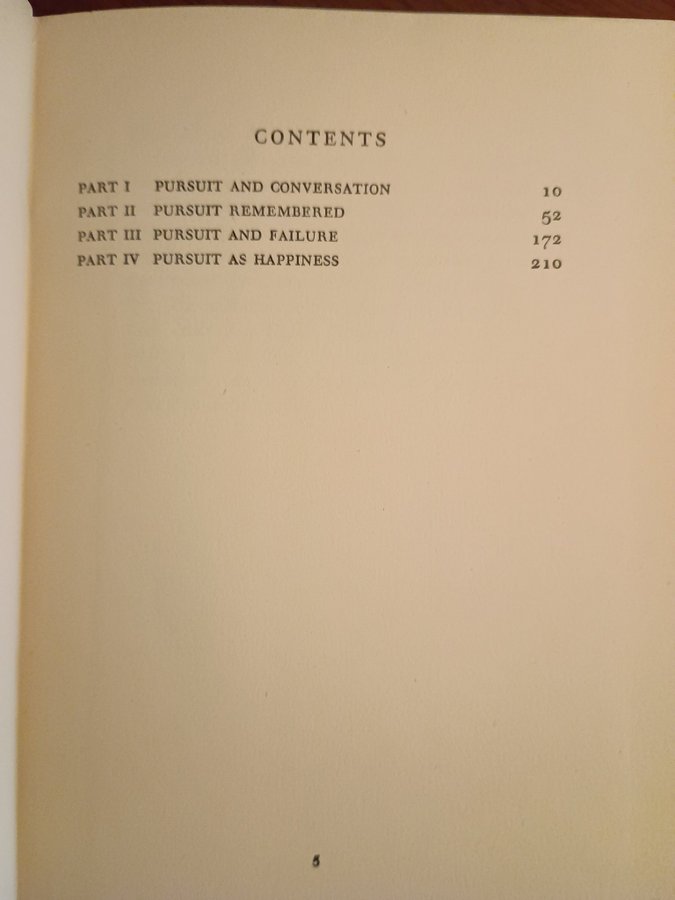 CONTENTS
PART I PURSUIT AND CONVERSATION 10
PART II PURSUIT REMEMBERED 52
PART III PURSUIT AND FAILURE 172
PART IV PURSUIT AS HAPPINESS 210
5